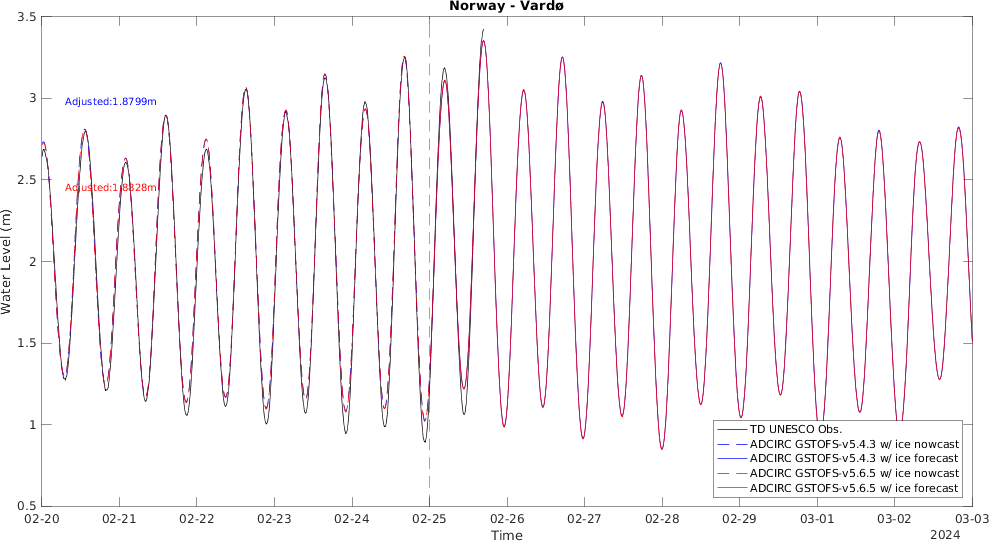 Norway - Vardø
3.5
3
2.5
2
1.5
1
0.5
Water Level (m)
Adjusted:1.8799m
Adjusted:1.8828m
TD UNESCO Obs.
ADCIRC GSTOFS-v5.4.3 w/ ice nowcast
ADCIRC GSTOFS-v5.4.3 w/ ice forecast
ADCIRC GSTOFS-v5.6.5 w/ ice nowcast
ADCIRC GSTOFS-v5.6.5 w/ ice forecast
02-20 02-21 02-22 02-23 02-24 02-25 02-26 02-27 02-28 02-29 03-01 03-02 03-03
Time
2024